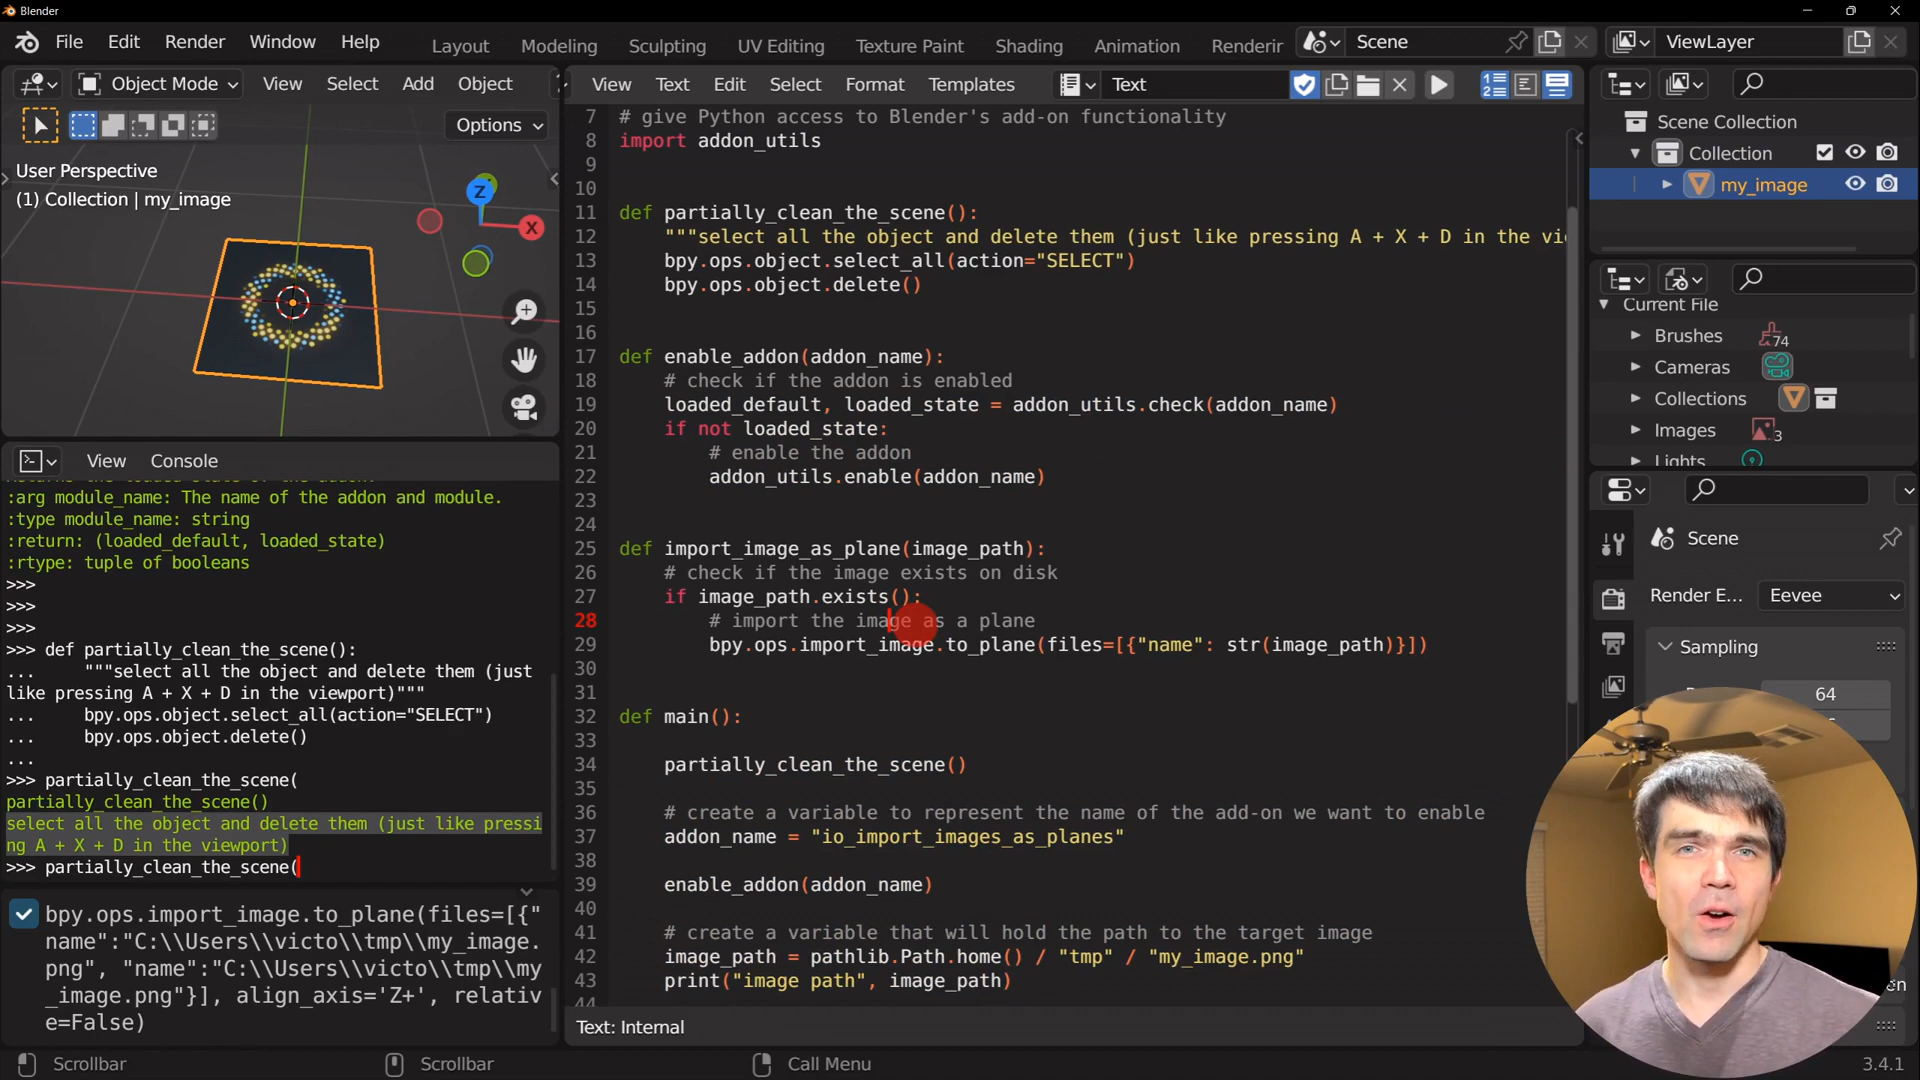 Blender
File Edit Render Window Help
Layout Modeling Sculpting UV Editing Texture Paint Shading Animation Renderir
Scene
ViewLayer
Object Mode View Select Add Object
Options
User Perspective
(1) Collection | my_image
Z
X
View Text Edit Select Format Templates
Text
7 # give Python access to Blender's add-on functionality
8 import addon_utils
9
10
11 def partially_clean_the_scene():
12 """select all the object and delete them (just like pressing A + X + D in the vi
13 bpy.ops.object.select_all(action="SELECT")
14 bpy.ops.object.delete()
15
16
17 def enable_addon(addon_name):
18 # check if the addon is enabled
19 loaded_default, loaded_state = addon_utils.check(addon_name)
20 if not loaded_state:
21 # enable the addon
22 addon_utils.enable(addon_name)
23
24
25 def import_image_as_plane(image_path):
26 # check if the image exists on disk
27 if image_path.exists():
28 # import the image as a plane
29 bpy.ops.import_image.to_plane(files=[{"name": str(image_path)}])
30
31
32 def main():
33
34 partially_clean_the_scene()
35
36 # create a variable to represent the name of the add-on we want to enable
37 addon_name = "io_import_images_as_planes"
38
39 enable_addon(addon_name)
40
41 # create a variable that will hold the path to the target image
42 image_path = pathlib.Path.home() / "tmp" / "my_image.png"
43 print("image path", image_path)
44
Text: Internal
View Console
:arg module_name: The name of the addon and module.
:type module_name: string
:return: (loaded_default, loaded_state)
:rtype: tuple of booleans
>>>
>>>
>>>
>>> def partially_clean_the_scene():
... """select all the object and delete them (just
like pressing A + X + D in the viewport)"""
... bpy.ops.object.select_all(action="SELECT")
... bpy.ops.object.delete()
...
>>> partially_clean_the_scene(
partially_clean_the_scene()
select all the object and delete them (just like pressi
ng A + X + D in the viewport)
>>> partially_clean_the_scene(
bpy.ops.import_image.to_plane(files=[{"
name":"C:\\Users\\victo\\tmp\\my_image.
png", "name":"C:\\Users\\victo\\tmp\\my
_image.png"}], align_axis='Z+', relativ
e=False)
Scene Collection
Collection
my_image
Current File
Brushes 74
Cameras
Collections
Images 3
Lights
Scene
Render E... Eevee
Sampling
64
Scrollbar
Scrollbar
Call Menu
3.4.1